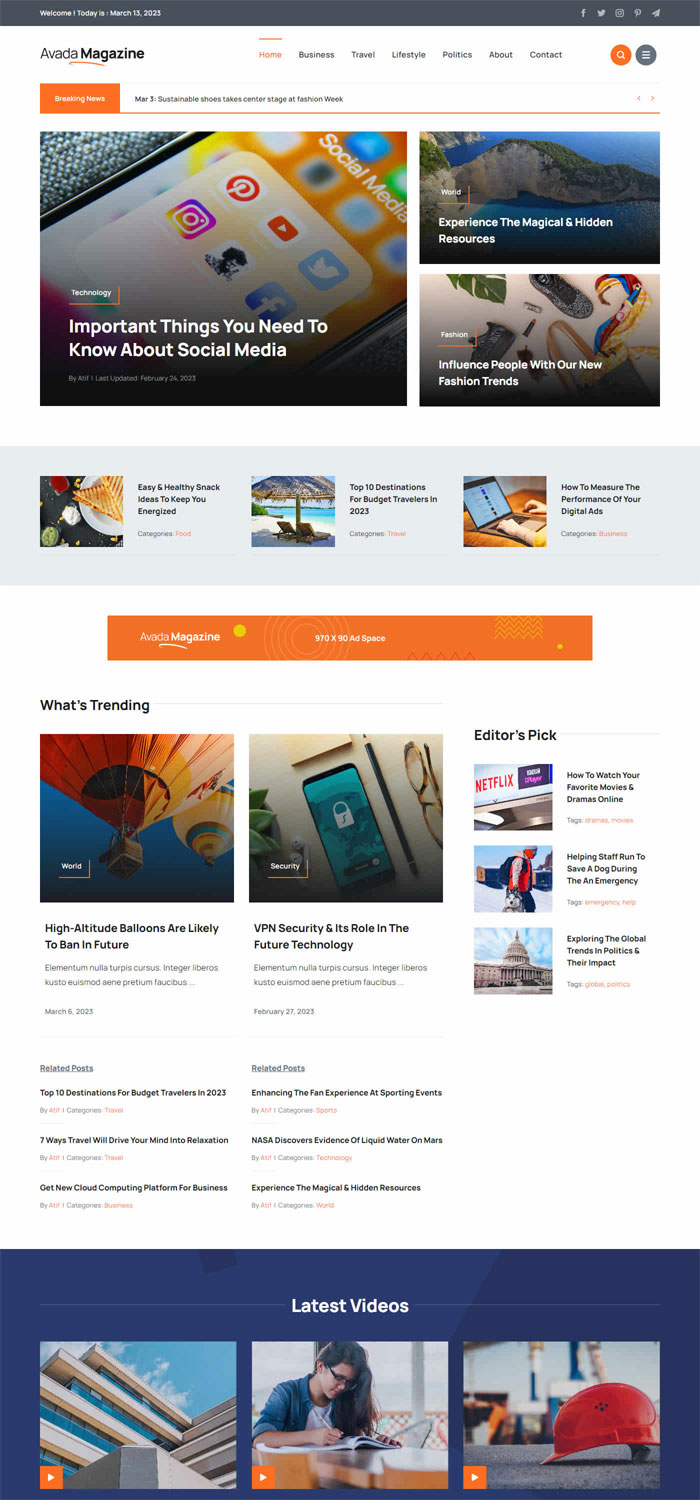 Welcome ! Today is : March 13, 2023
Avada Magazine
Home Business Travel Lifestyle Politics About Contact
Breaking News
Mar 3: Sustainable shoes takes center stage at fashion Week
Social Media
Technology
Important Things You Need To
Know About Social Media
By Atif | Last Updated: February 24, 2023
World
Experience The Magical & Hidden
Resources
Fashion
Influence People With Our New
Fashion Trends
Easy & Healthy Snack
Ideas To Keep You
Energized
Categories: Food
Top 10 Destinations
For Budget Travelers In
2023
Categories: Travel
How To Measure The
Performance Of Your
Digital Ads
Categories: Business
Avada Magazine
970 X 90 Ad Space
What's Trending
World
High-Altitude Balloons Are Likely
To Ban In Future
Elementum nulla turpis cursus. Integer liberos
kusto euismod aene pretium faucibus ...
March 6, 2023
Security
VPN Security & Its Role In The
Future Technology
Elementum nulla turpis cursus. Integer liberos
kusto euismod aene pretium faucibus ...
February 27, 2023
Editor's Pick
NETFLIX
How To Watch Your
Favorite Movies &
Dramas Online
Tags: dramas, movies
Helping Staff Run To
Save A Dog During
The An Emergency
Tags: emergency, help
Exploring The Global
Trends In Politics &
Their Impact
Tags: global, politics
Related Posts
Top 10 Destinations For Budget Travelers In 2023
By Atif | Categories: Travel
7 Ways Travel Will Drive Your Mind Into Relaxation
By Atif | Categories: Travel
Get New Cloud Computing Platform For Business
By Atif | Categories: Business
Related Posts
Enhancing The Fan Experience At Sporting Events
By Atif | Categories: Sports
NASA Discovers Evidence Of Liquid Water On Mars
By Atif | Categories: Technology
Experience The Magical & Hidden Resources
By Atif | Categories: World
Latest Videos